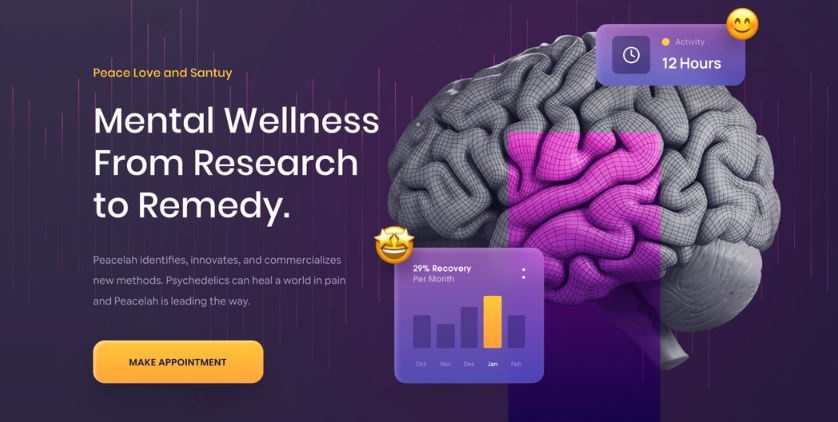 Peace Love and Santuy
Mental Wellness
From Research
to Remedy.
Peacelah identifies, innovates, and commercializes
new methods. Psychedelics can heal a world in pain
and Peacelah is leading the way.
MAKE APPOINTMENT
Activity
12 Hours
29% Recovery
Per Month
Oct Nov Des Jan Feb